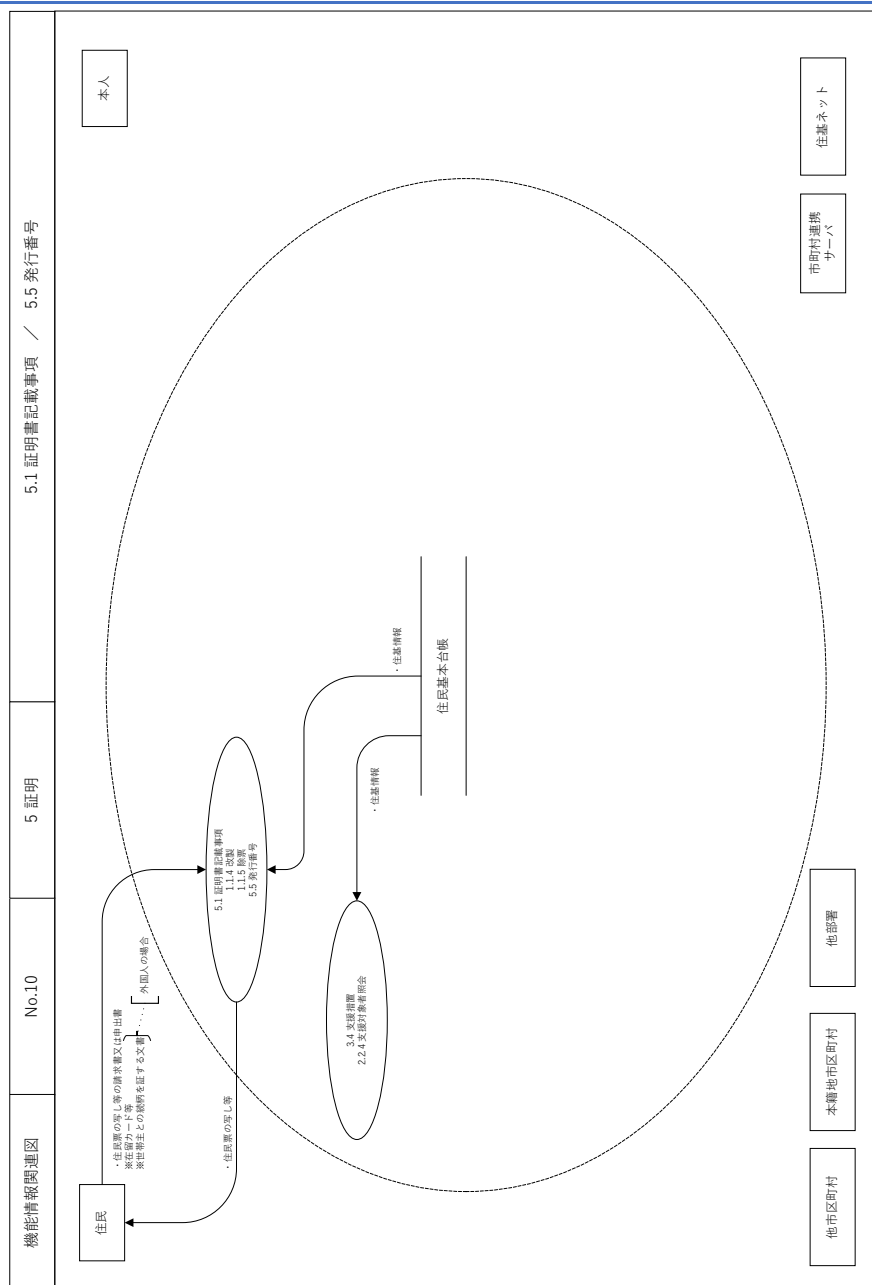 機能情報関連図
No.10
5 証明
5.1 証明書記載事項 ／ 5.5 発行番号
住民
本人
・住民票の写し等の請求書又は申出書
※在留カード等
※世帯主との続柄を証する文書
外国人の場合
・住民票の写し等
5.1 証明書記載事項
1.1.4 改製
1.1.5 除票
5.5 発行番号
・住基情報
3.4 支援措置
2.2.4 支援対象者照会
・住基情報
住民基本台帳
他市区町村
本籍地市区町村
他部署
市町村連携
サーバ
住基ネット